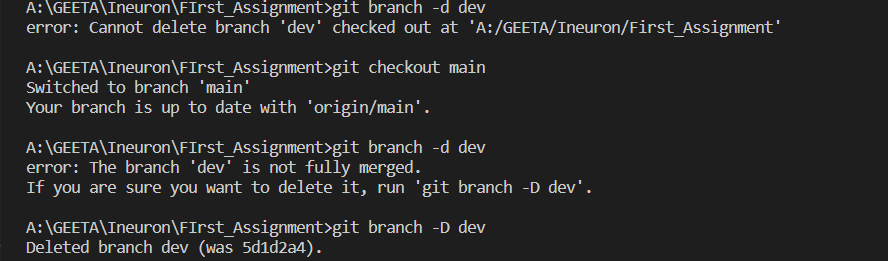 A:\GEETA\Ineuron\FIrst_Assignment>git branch -d dev
error: Cannot delete branch 'dev' checked out at 'A:/GEETA/Ineuron/First_Assignment'
A:\GEETA\Ineuron\FIrst_Assignment>git checkout main
Switched to branch 'main'
Your branch is up to date with 'origin/main'.
A:\GEETA\Ineuron\FIrst_Assignment>git branch -d dev
error: The branch 'dev' is not fully merged.
If you are sure you want to delete it, run 'git branch -D dev'.
A:\GEETA\Ineuron\FIrst_Assignment>git branch -D dev
Deleted branch dev (was 5d1d2a4).